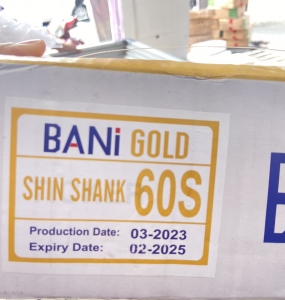 BANi GOLD
SHIN SHANK 60S
Production Date: 03-2023
Expiry Date: 02-2025